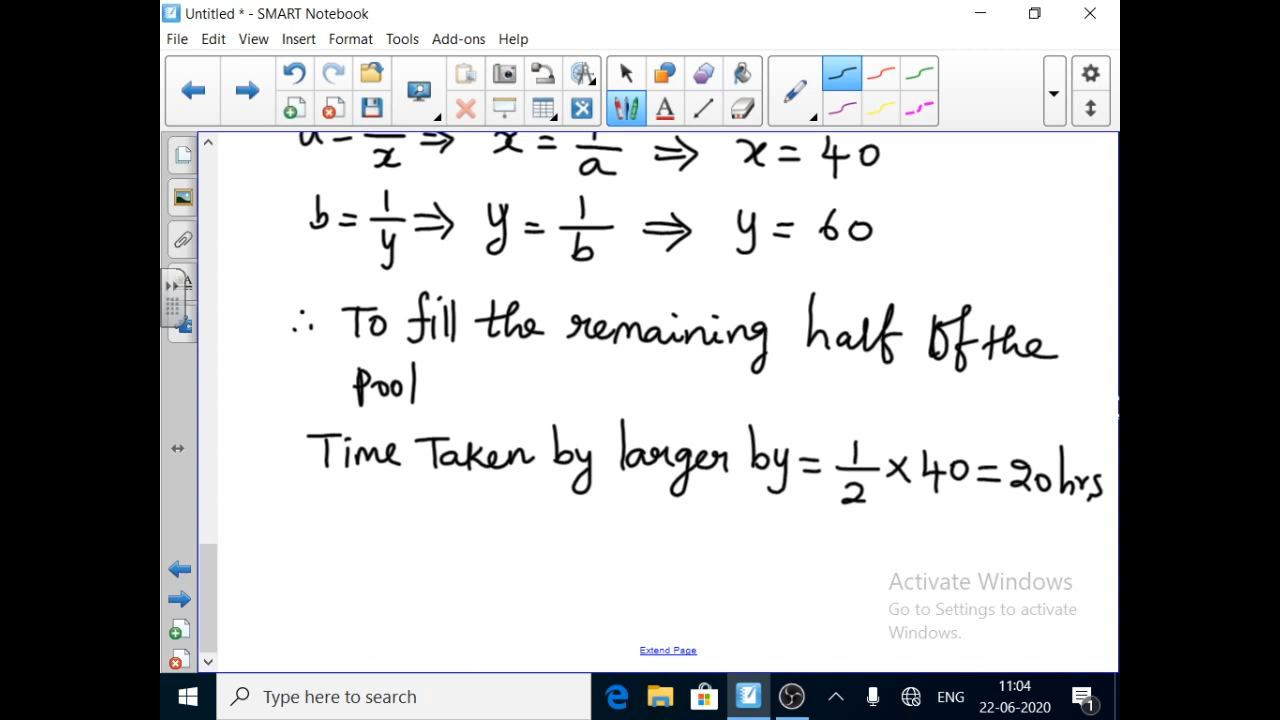 Untitled * - SMART Notebook
File Edit View Insert Format Tools Add-ons Help
x ⇒ x = 1/a ⇒ x = 40
b = 1/y ⇒ y = 1/b ⇒ y = 60
∴ To fill the remaining half of the
pool
Time Taken by larger by = 1/2 × 40 = 20 hrs
Activate Windows
Go to Settings to activate
Windows.
Extend Page
Type here to search
ENG
11:04
22-06-2020
1